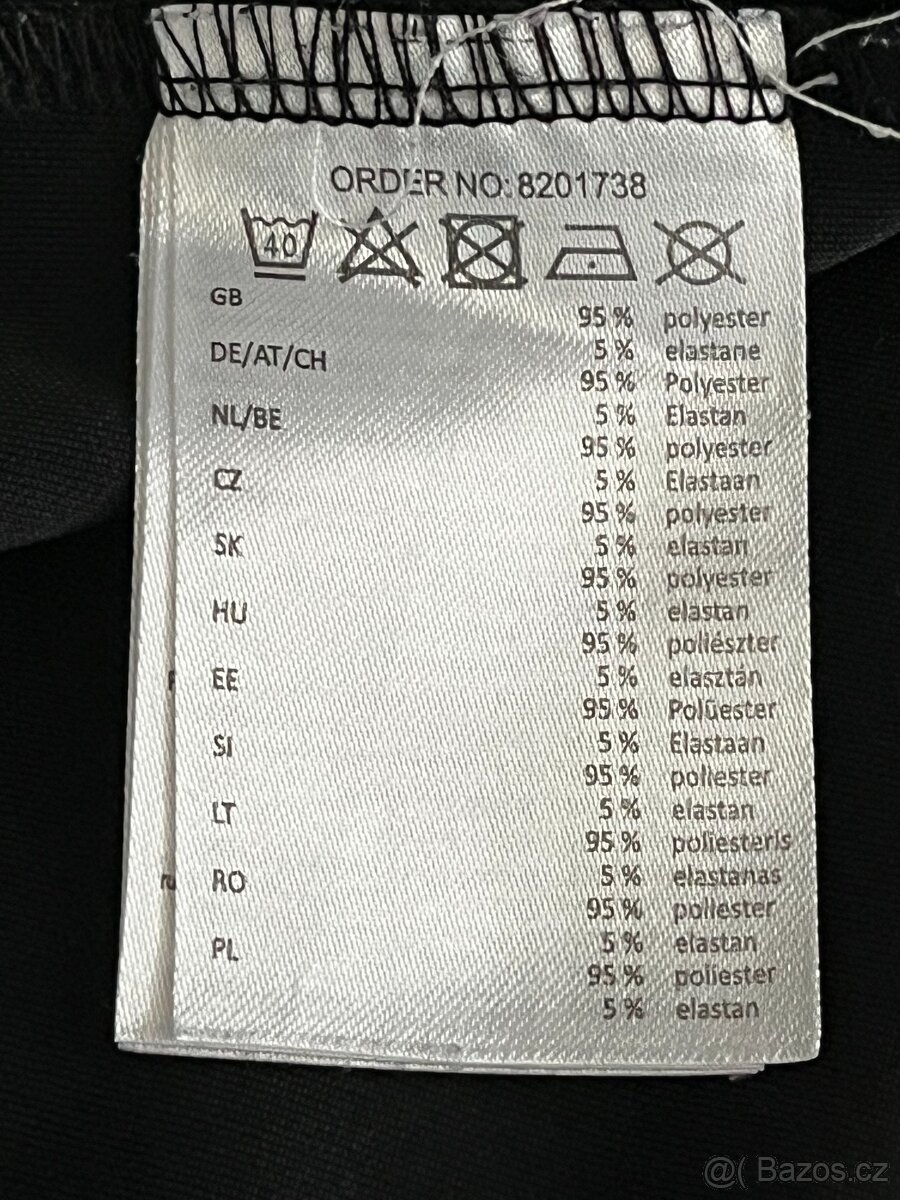 ORDER NO: 8201738
40
GB
95 % polyester
5 % elastane
DE/AT/CH
95 % Polyester
5 % Elastan
NL/BE
95 % polyester
5 % Elastaan
CZ
95 % polyester
5 % elastan
SK
95 % polyester
5 % elastan
HU
95 % poliészter
5 % elasztán
EE
95 % Polüester
5 % Elastaan
SI
95 % poliester
5 % elastan
LT
95 % poliesteris
5 % elastanas
RO
95 % poliester
5 % elastan
PL
95 % poliester
5 % elastan
@( Bazos.cz